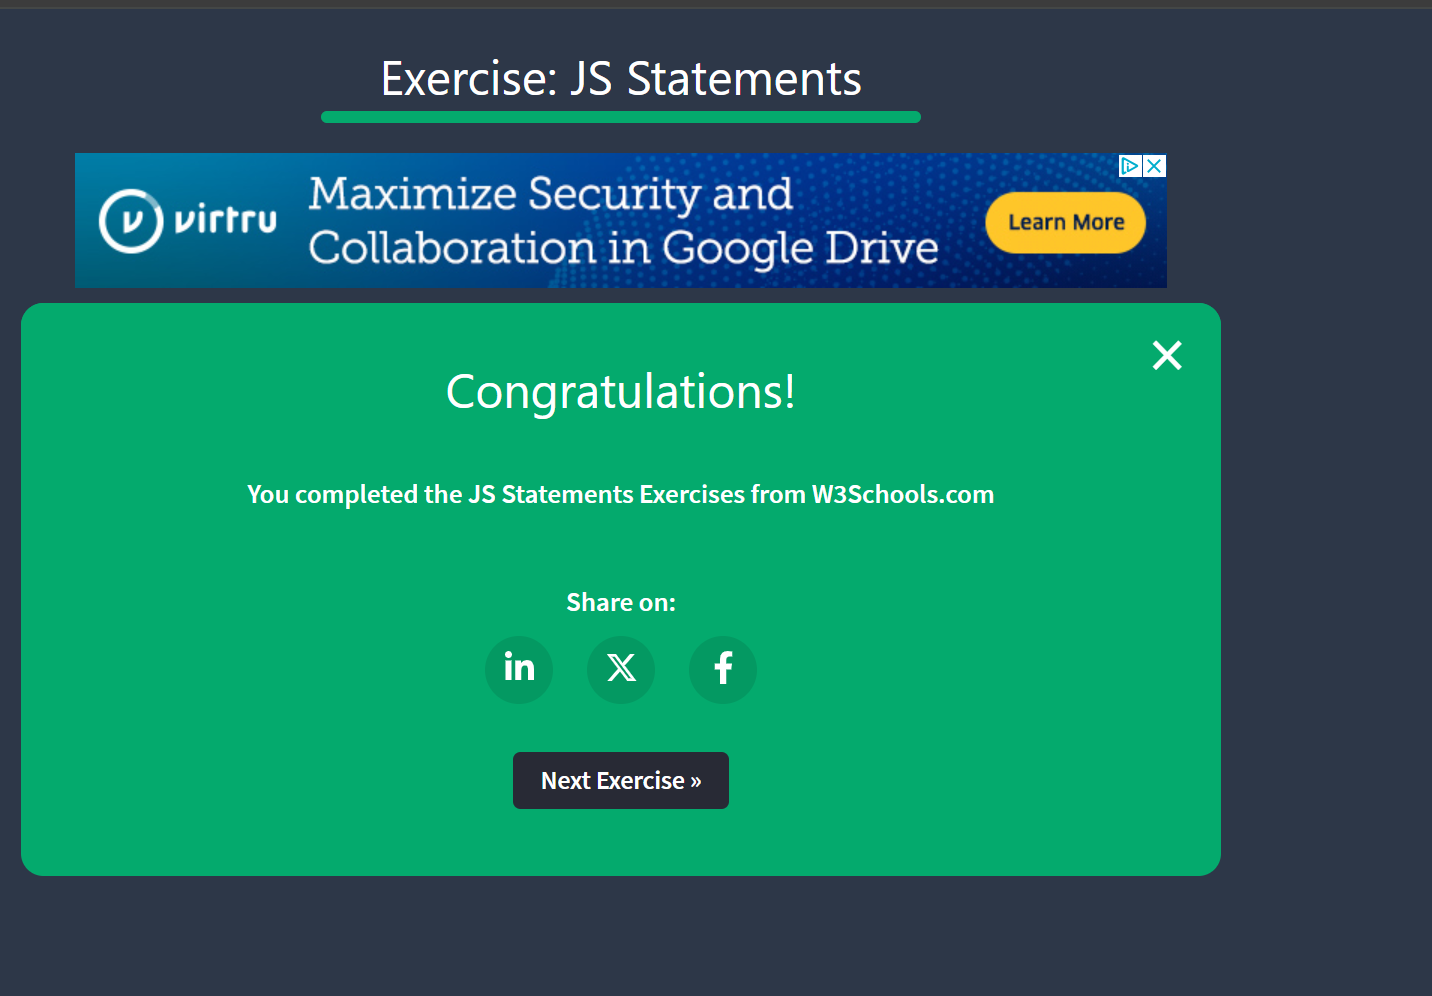 Exercise: JS Statements
virtru
Maximize Security and
Collaboration in Google Drive
Learn More
Congratulations!
You completed the JS Statements Exercises from W3Schools.com
Share on:
in
X
f
Next Exercise »